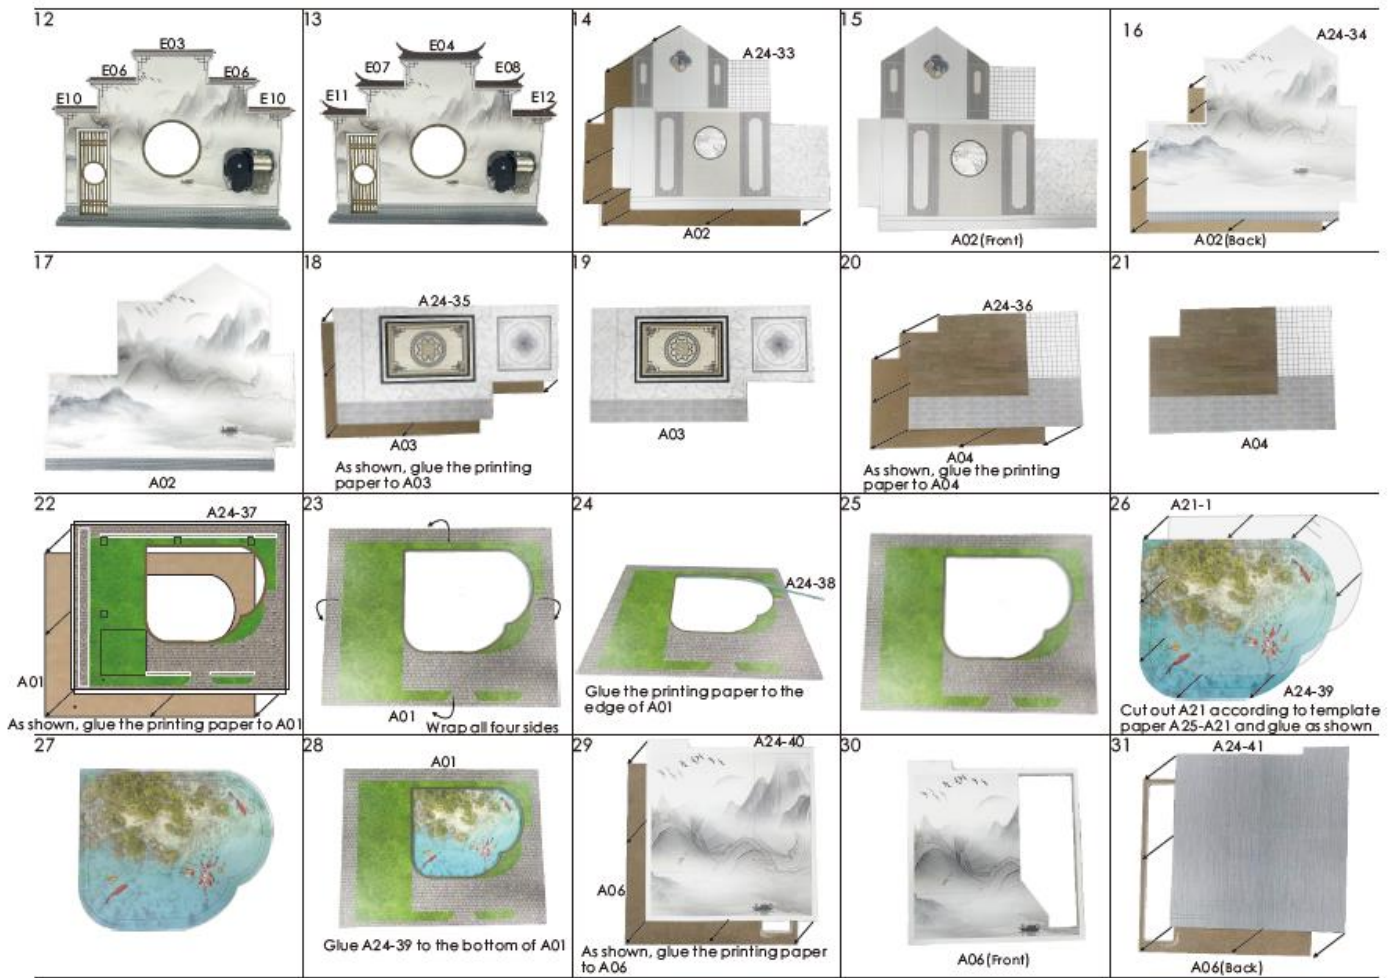 12
E03
E06
E06
E10
E10
13
E04
E07
E08
E11
E12
14
A24-33
A02
15
A02(Front)
16
A24-34
A02(Back)
17
A02
18
A24-35
A03
As shown, glue the printing
paper to A03
19
A03
20
A24-36
A04
As shown, glue the printing
paper to A04
21
A04
22
A24-37
A01
As shown, glue the printing paper to A01
23
A01
Wrap all four sides
24
A24-38
Glue the printing paper to the
edge of A01
25
26
A21-1
A24-39
Cut out A21 according to template
paper A25-A21 and glue as shown
27
28
A01
Glue A24-39 to the bottom of A01
29
A24-40
A06
As shown, glue the printing paper
to A06
30
A06(Front)
31
A24-41
A06(Back)